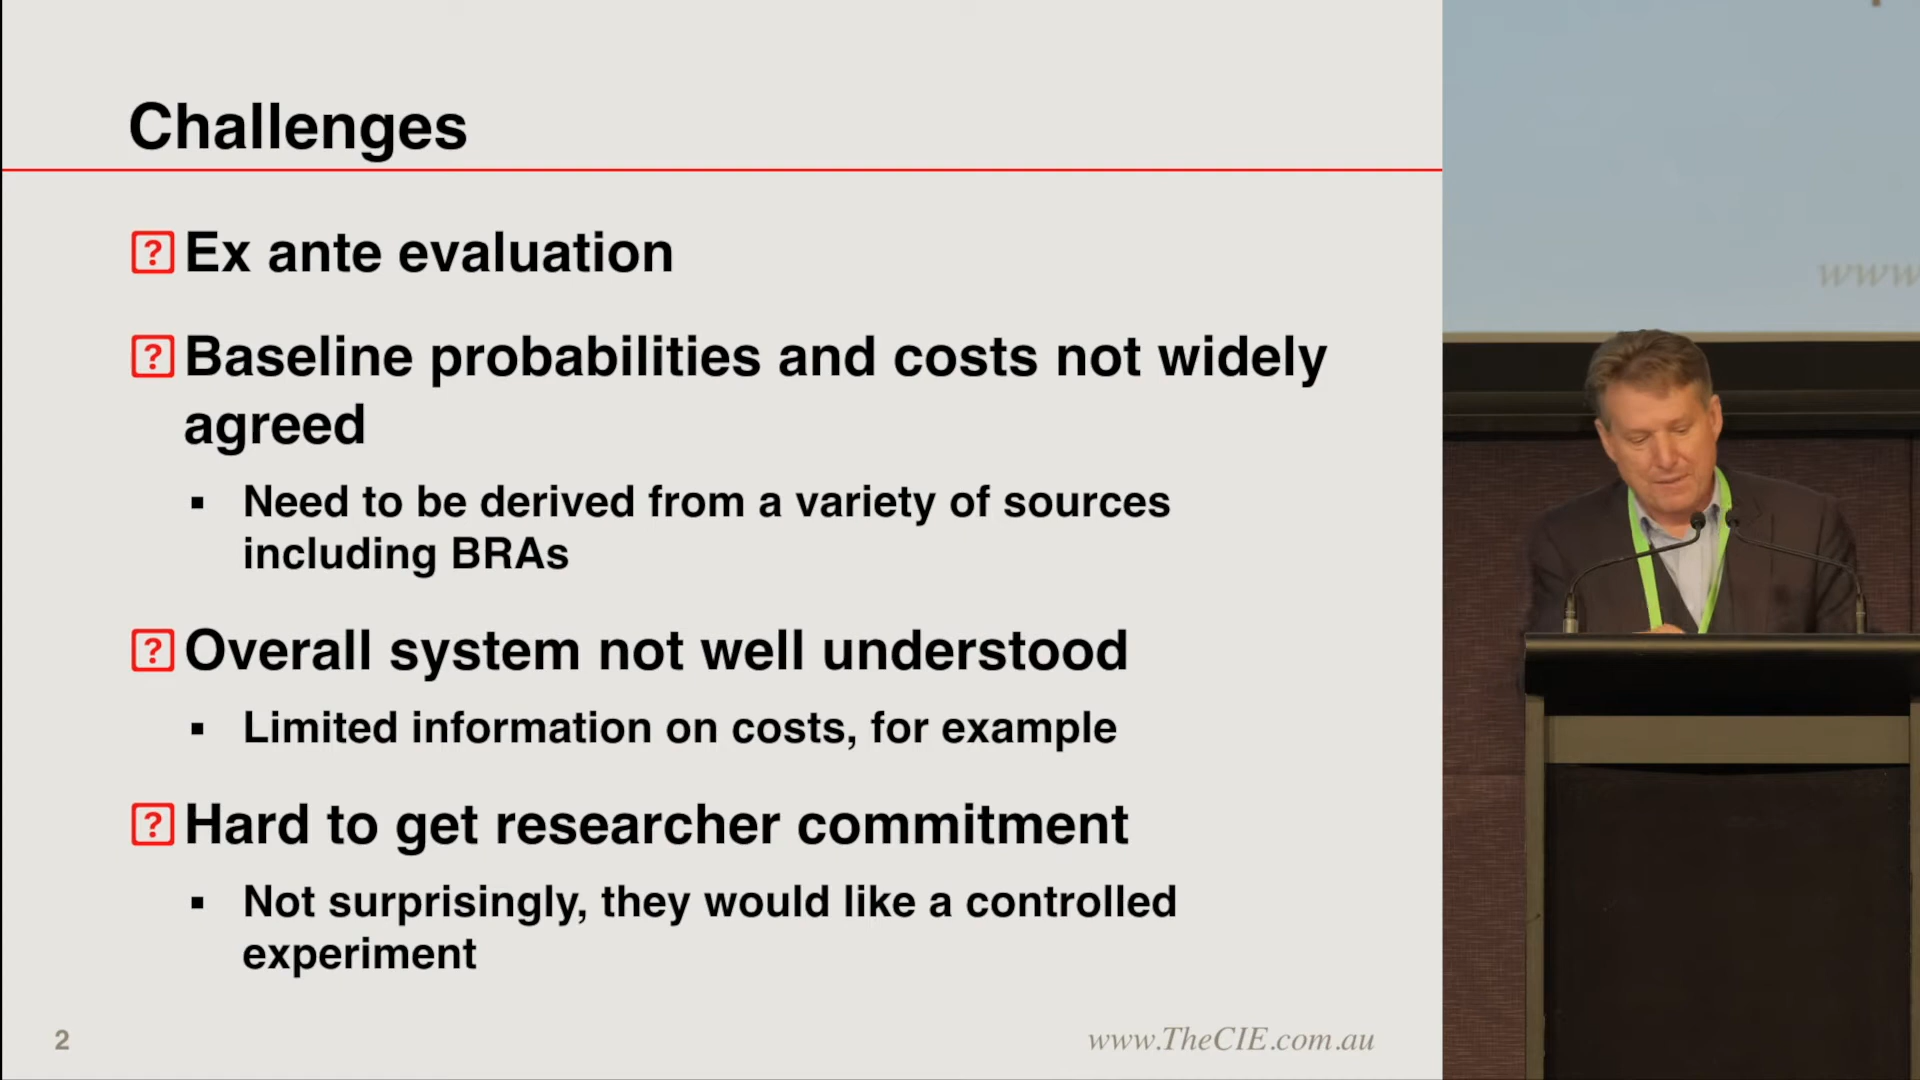 Challenges
⍰ Ex ante evaluation
⍰ Baseline probabilities and costs not widely
agreed
▪ Need to be derived from a variety of sources
including BRAs
⍰ Overall system not well understood
▪ Limited information on costs, for example
⍰ Hard to get researcher commitment
▪ Not surprisingly, they would like a controlled
experiment
2
www.TheCIE.com.au
www